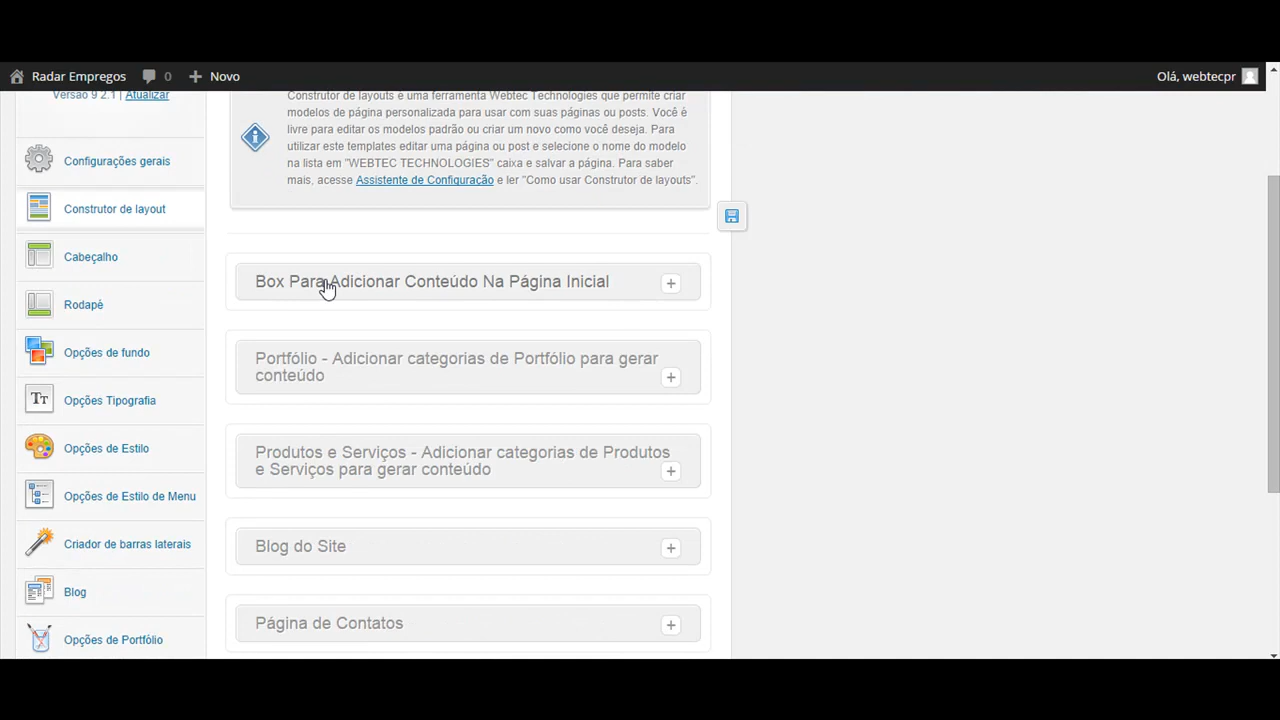 Radar Empregos
0
Novo
Olá, webtecpr
Versão 9 2.1 | Atualizar
Configurações gerais
Construtor de layout
Cabeçalho
Rodapé
Opções de fundo
Opções Tipografia
Opções de Estilo
Opções de Estilo de Menu
Criador de barras laterais
Blog
Opções de Portfólio
Construtor de layouts é uma ferramenta Webtec Technologies que permite criar
modelos de página personalizada para usar com suas páginas ou posts. Você é
livre para editar os modelos padrão ou criar um novo como você deseja. Para
utilizar este templates editar uma página ou post e selecione o nome do modelo
na lista em "WEBTEC TECHNOLOGIES" caixa e salvar a página. Para saber
mais, acesse Assistente de Configuração e ler "Como usar Construtor de layouts".
Box Para Adicionar Conteúdo Na Página Inicial
Portfólio - Adicionar categorias de Portfólio para gerar
conteúdo
Produtos e Serviços - Adicionar categorias de Produtos
e Serviços para gerar conteúdo
Blog do Site
Página de Contatos